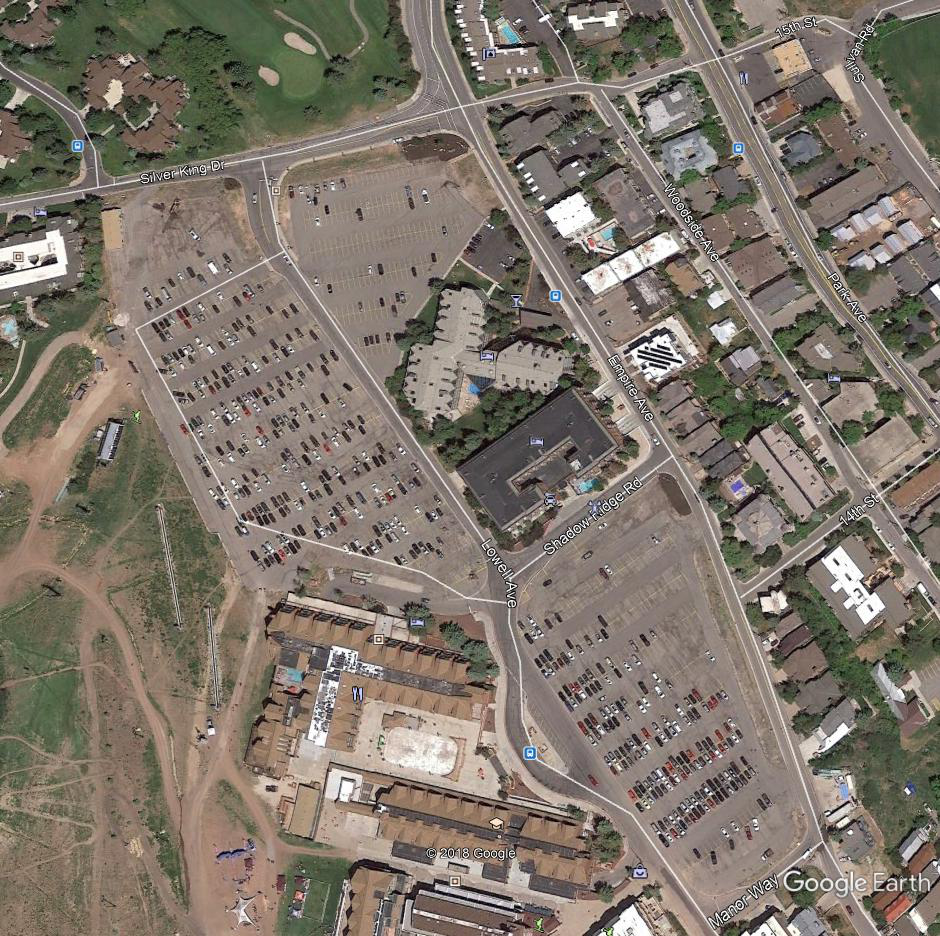 15th St
Sullivan Rd
Silver King Dr
Woodside Ave
Park Ave
Empire Ave
14th St
Shadow Ridge Rd
Lowell Ave
© 2018 Google
Manor Way
Google Earth